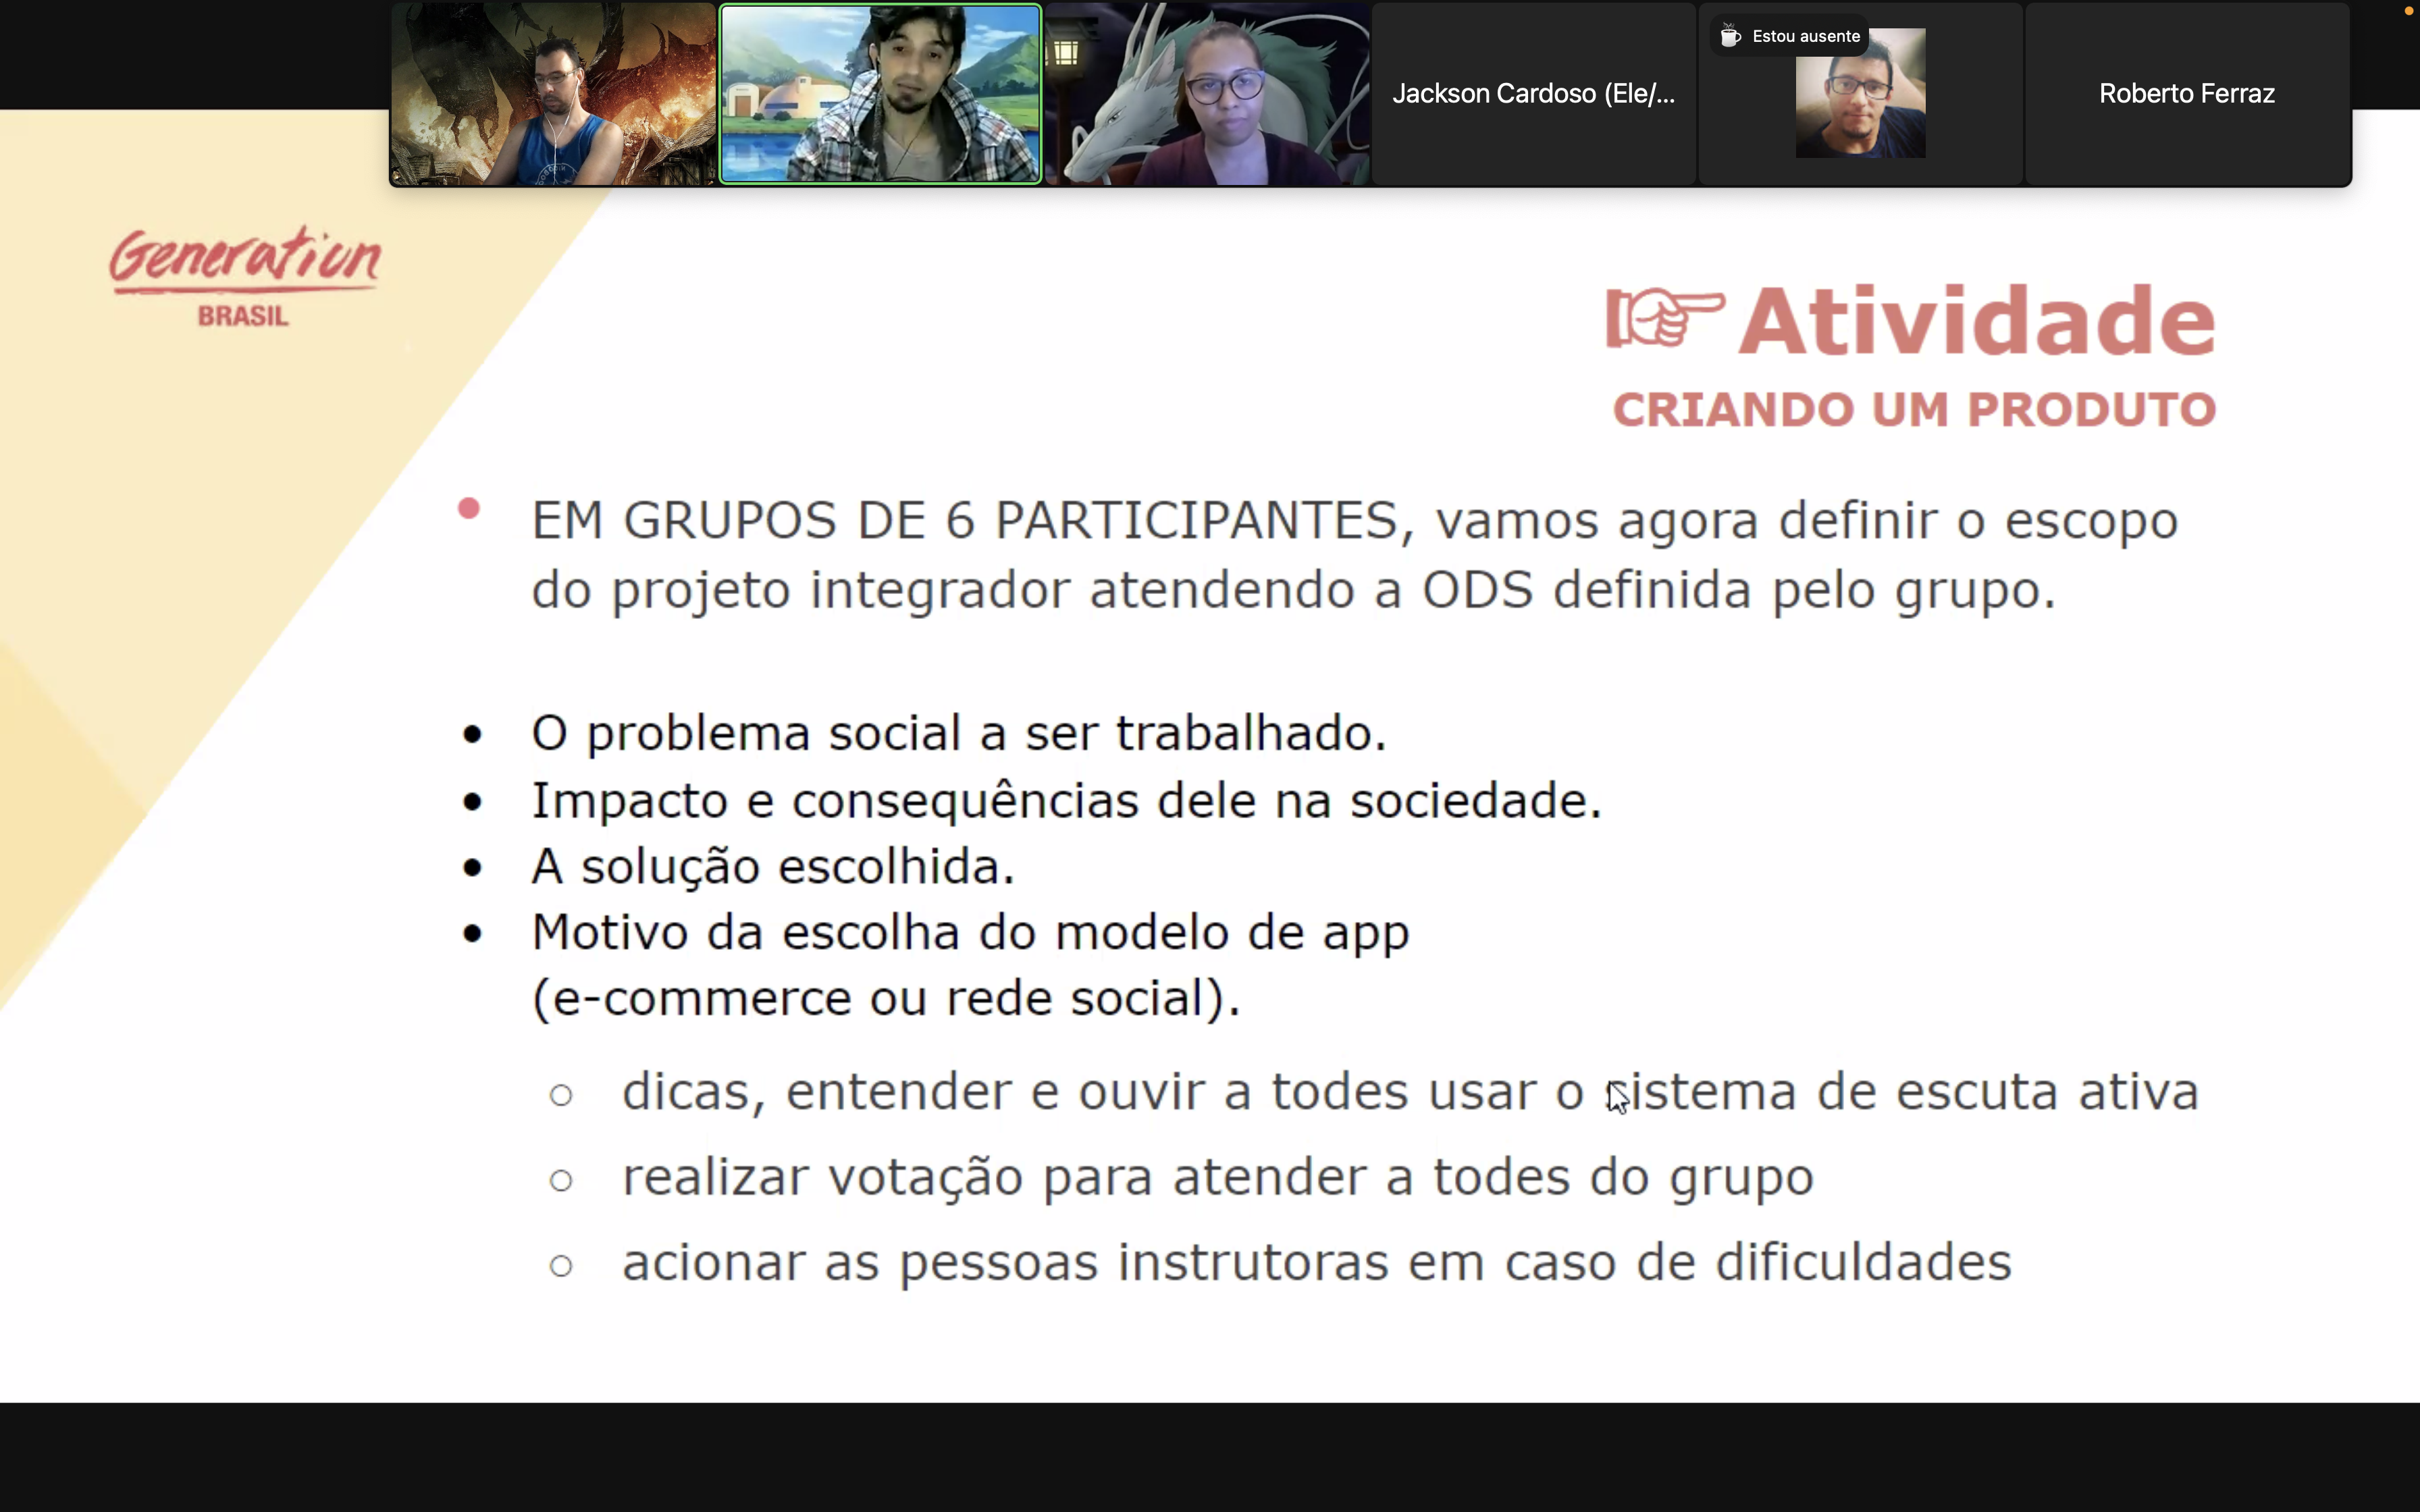 Jackson Cardoso (Ele/...
Estou ausente
Roberto Ferraz
Generation
BRASIL
Atividade
CRIANDO UM PRODUTO
EM GRUPOS DE 6 PARTICIPANTES, vamos agora definir o escopo
do projeto integrador atendendo a ODS definida pelo grupo.
O problema social a ser trabalhado.
Impacto e consequências dele na sociedade.
A solução escolhida.
Motivo da escolha do modelo de app
(e-commerce ou rede social).
dicas, entender e ouvir a todes usar o sistema de escuta ativa
realizar votação para atender a todes do grupo
acionar as pessoas instrutoras em caso de dificuldades